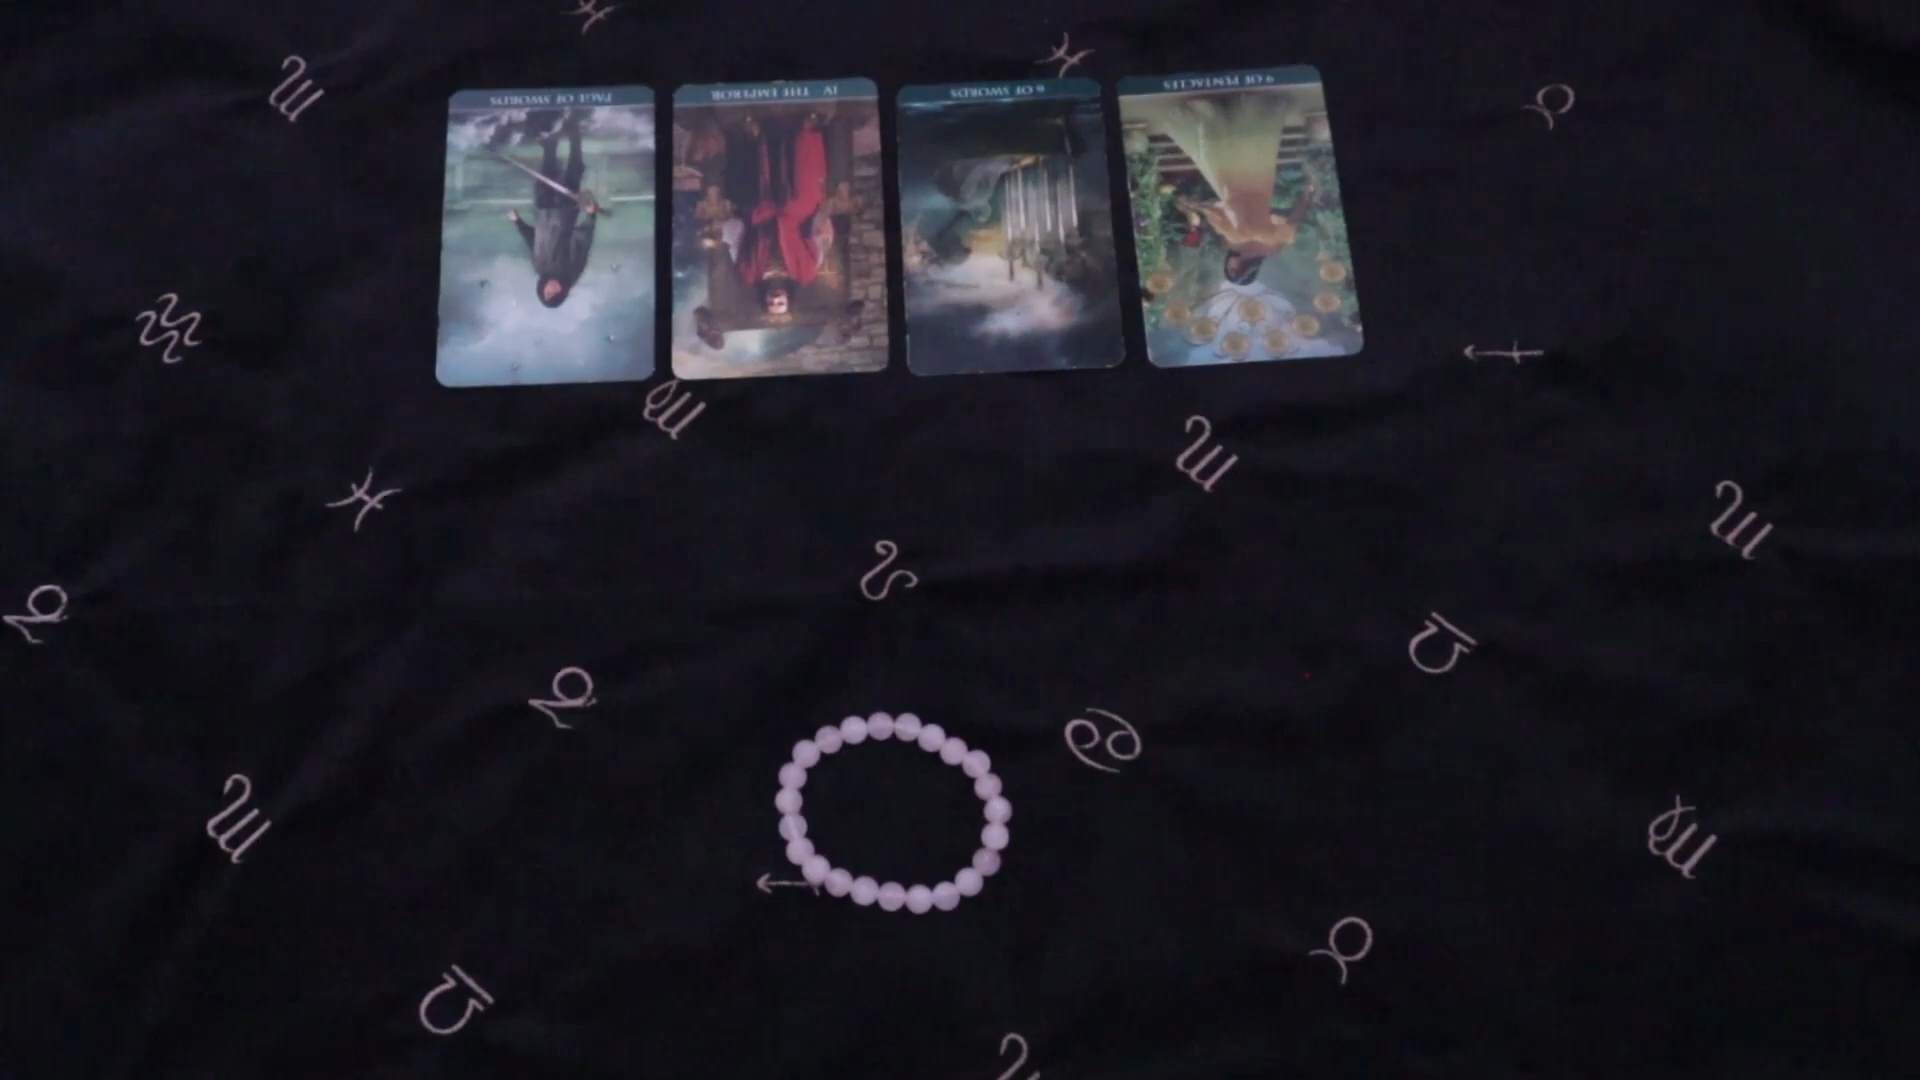 PAGE OF SWORDS
IV · THE EMPEROR
6 OF SWORDS
9 OF PENTACLES